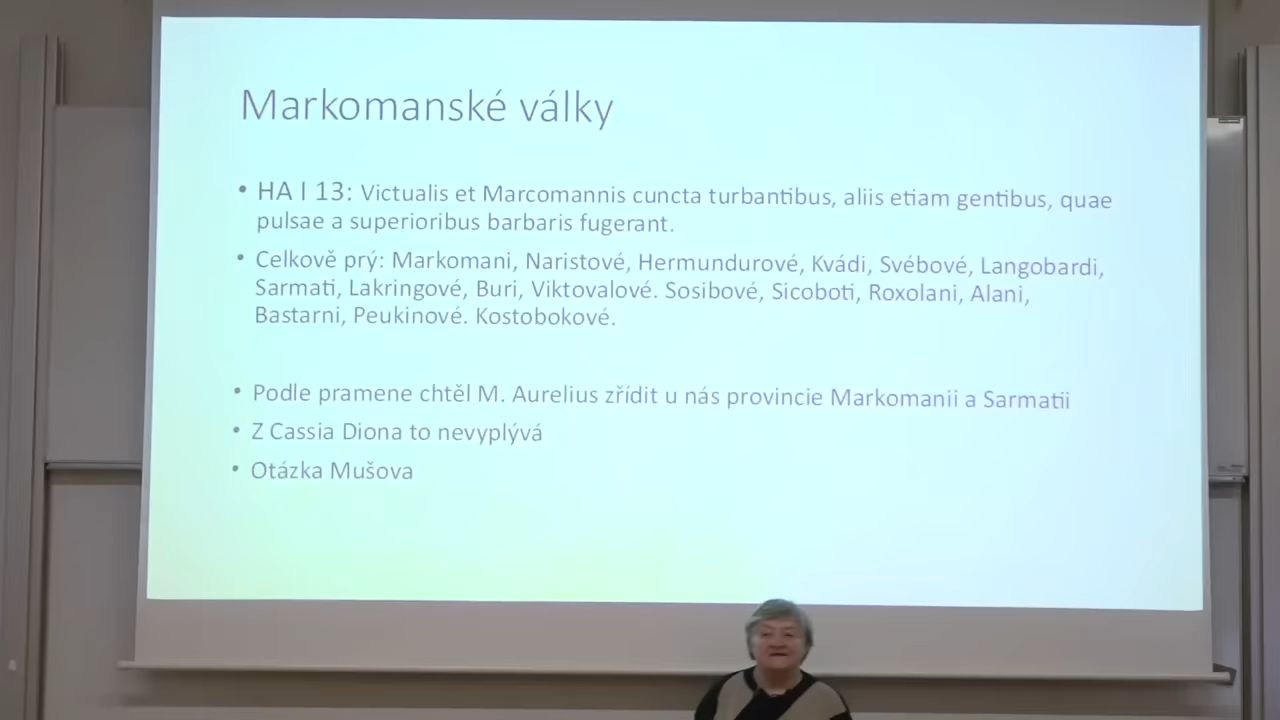 Markomanské války
• HA I 13: Victualis et Marcomannis cuncta turbantibus, aliis etiam gentibus, quae
pulsae a superioribus barbaris fugerant.
• Celkově prý: Markomani, Naristové, Hermundurové, Kvádi, Svébové, Langobardi,
Sarmati, Lakringové, Buri, Viktovalové. Sosibové, Sicoboti, Roxolani, Alani,
Bastarni, Peukinové. Kostobokové.
• Podle pramene chtěl M. Aurelius zřídit u nás provincie Markomanii a Sarmatii
• Z Cassia Diona to nevyplývá
• Otázka Mušova